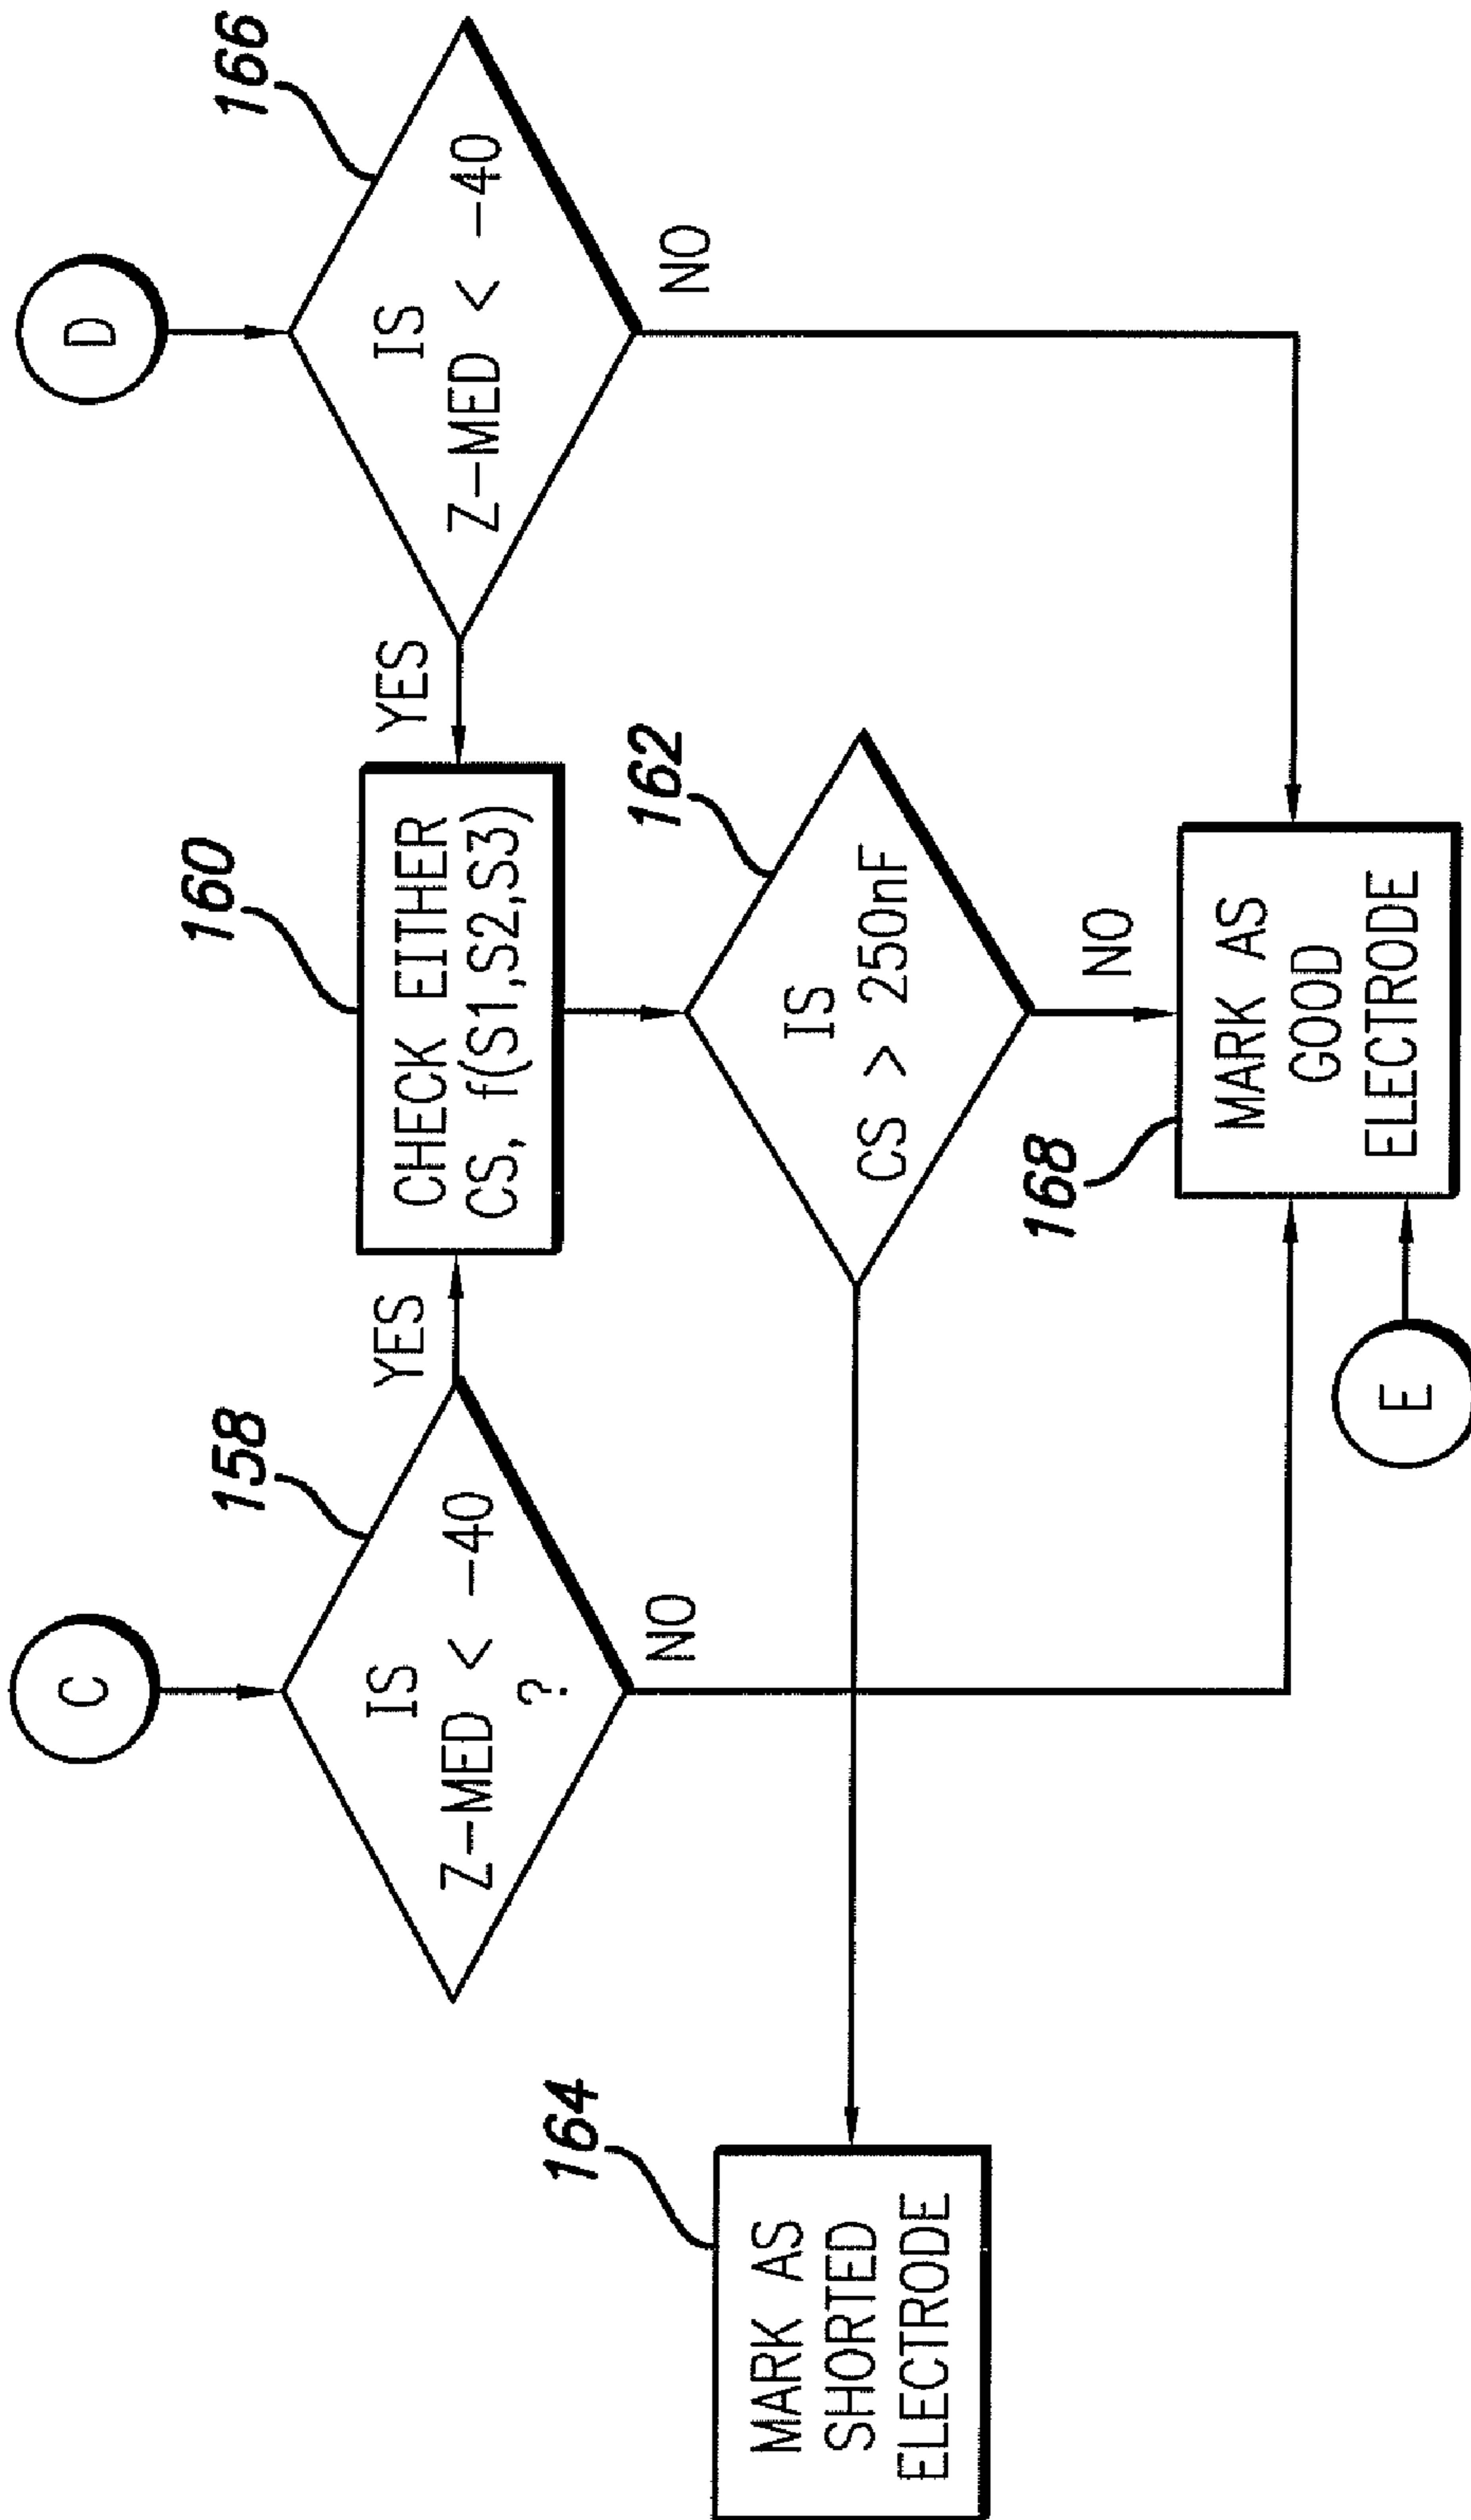 C
158
IS
Z-MED < -40
?
YES
NO
160
CHECK EITHER
CS, f(S1,S2,S3)
D
166
IS
Z-MED < -40
YES
NO
162
IS
CS > 250nF
NO
164
MARK AS
SHORTED
ELECTRODE
168
MARK AS
GOOD
ELECTRODE
E